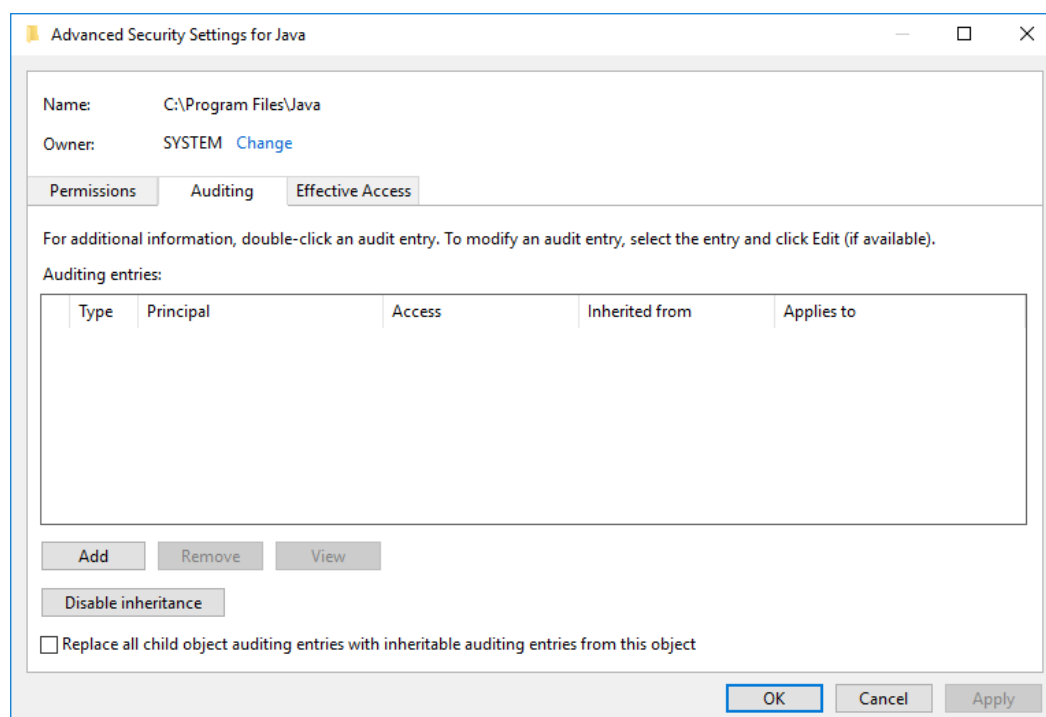 Advanced Security Settings for Java
Name: C:\Program Files\Java
Owner: SYSTEM Change
Permissions Auditing Effective Access
For additional information, double-click an audit entry. To modify an audit entry, select the entry and click Edit (if available).
Auditing entries:
Type Principal Access Inherited from Applies to
Add Remove View
Disable inheritance
Replace all child object auditing entries with inheritable auditing entries from this object
OK Cancel Apply